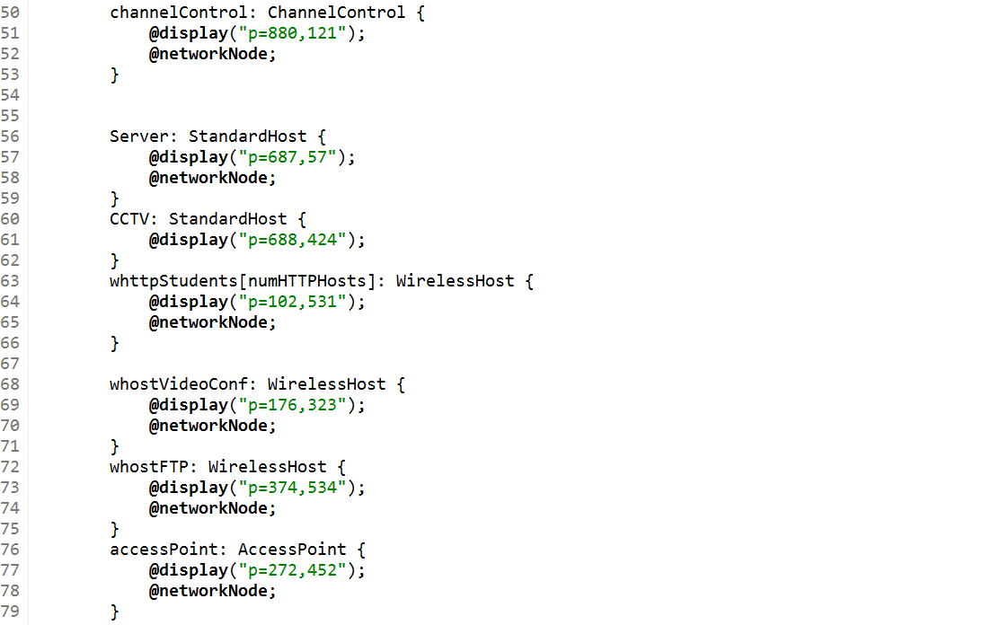 50 channelControl: ChannelControl {
51 @display("p=880,121");
52 @networkNode;
53 }
54
55
56 Server: StandardHost {
57 @display("p=687,57");
58 @networkNode;
59 }
60 CCTV: StandardHost {
61 @display("p=688,424");
62 }
63 whttpStudents[numHTTPHosts]: WirelessHost {
64 @display("p=102,531");
65 @networkNode;
66 }
67
68 whostVideoConf: WirelessHost {
69 @display("p=176,323");
70 @networkNode;
71 }
72 whostFTP: WirelessHost {
73 @display("p=374,534");
74 @networkNode;
75 }
76 accessPoint: AccessPoint {
77 @display("p=272,452");
78 @networkNode;
79 }